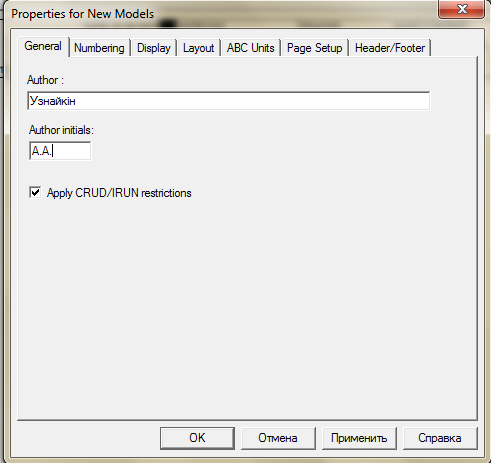 Properties for New Models
General Numbering Display Layout ABC Units Page Setup Header/Footer
Author :
Узнайкін
Author initials:
А.А.
Apply CRUD/IRUN restrictions
OK Отмена Применить Справка